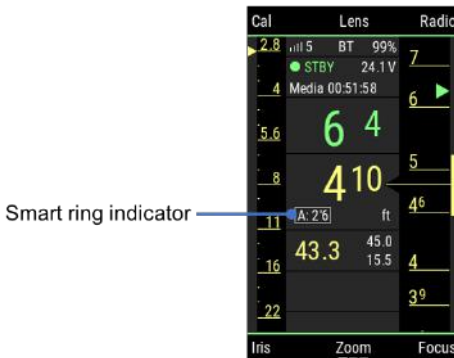 Cal Lens Radio
2.8 5 BT 99% 7
STBY 24.1V
4 Media 00:51:58 6
5.6 6 4
8 4 10 5
Smart ring indicator A: 2'6 ft 4 6
11
43.3 45.0
16 15.5 4
22 3 9
Iris Zoom Focus